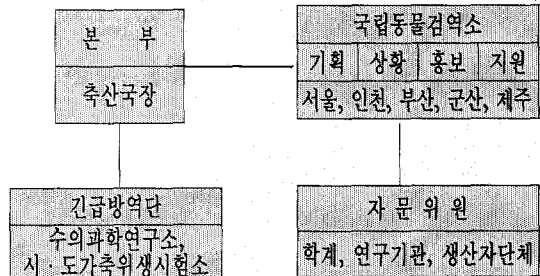 본 부
축산국장
국립동물검역소
기획 상황 홍보 지원
서울, 인천, 부산, 군산, 제주
긴급방역단
수의과학연구소,
시·도가축위생시험소
자 문 위 원
학계, 연구기관, 생산자단체